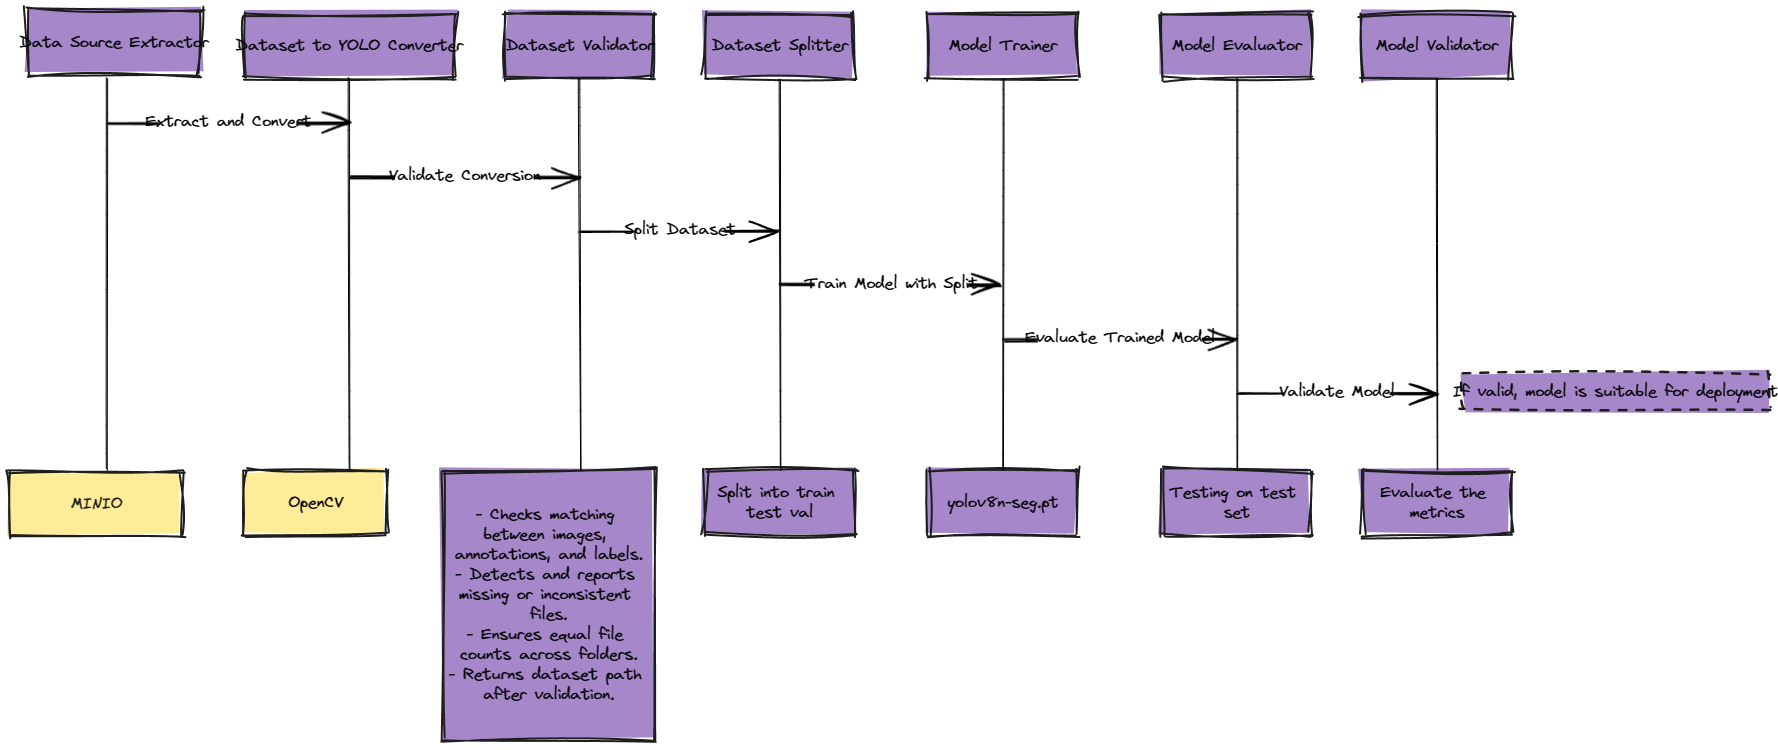 Data Source Extractor
Dataset to YOLO Converter
Dataset Validator
Dataset Splitter
Model Trainer
Model Evaluator
Model Validator
Extract and Convert
Validate Conversion
Split Dataset
Train Model with Split
Evaluate Trained Model
Validate Model
If valid, model is suitable for deployment
MINIO
OpenCV
- Checks matching
between images,
annotations, and labels.
- Detects and reports
missing or inconsistent
files.
- Ensures equal file
counts across folders.
- Returns dataset path
after validation.
Split into train
test val
yolov8n-seg.pt
Testing on test
set
Evaluate the
metrics